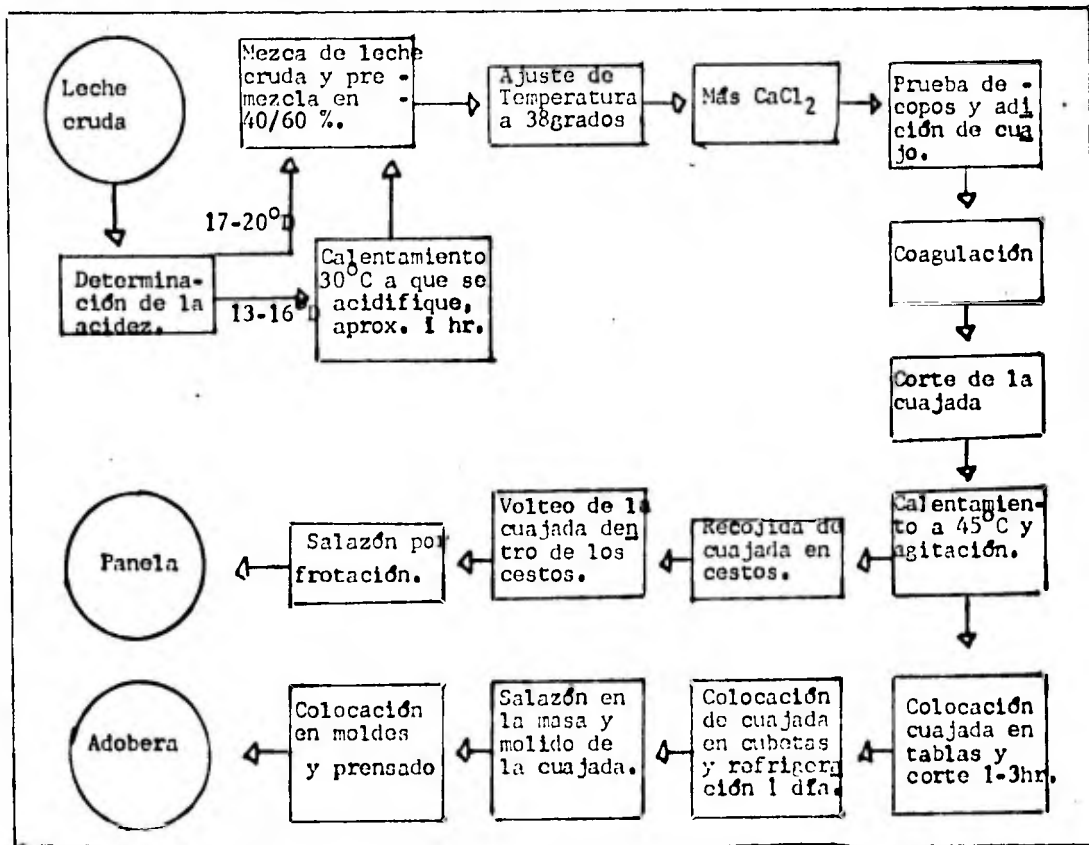 Leche
cruda
Mezca de leche
cruda y pre -
mezcla en -
40/60 %.
Ajuste de
Temperatura
a 38grados
Más CaCl2
Prueba de -
copos y adi
ción de cua
jo.
17-20°D
Determina-
ción de la
acidez.
13-16°D
Calentamiento
30°C a que se
acidifique,
aprox. 1 hr.
Coagulación
Corte de la
cuajada
Calentamien-
to a 45°C y
agitación.
Recojida de
cuajada en
cestos.
Volteo de la
cuajada den
tro de los
cestos.
Salazón por
frotación.
Panela
Colocación
cuajada en
tablas y
corte 1-3hr.
Colocación
de cuajada
en cubetas
y refrigera
ción 1 día.
Salazón en
la masa y
molido de
la cuajada.
Colocación
en moldes
y prensado
Adobera